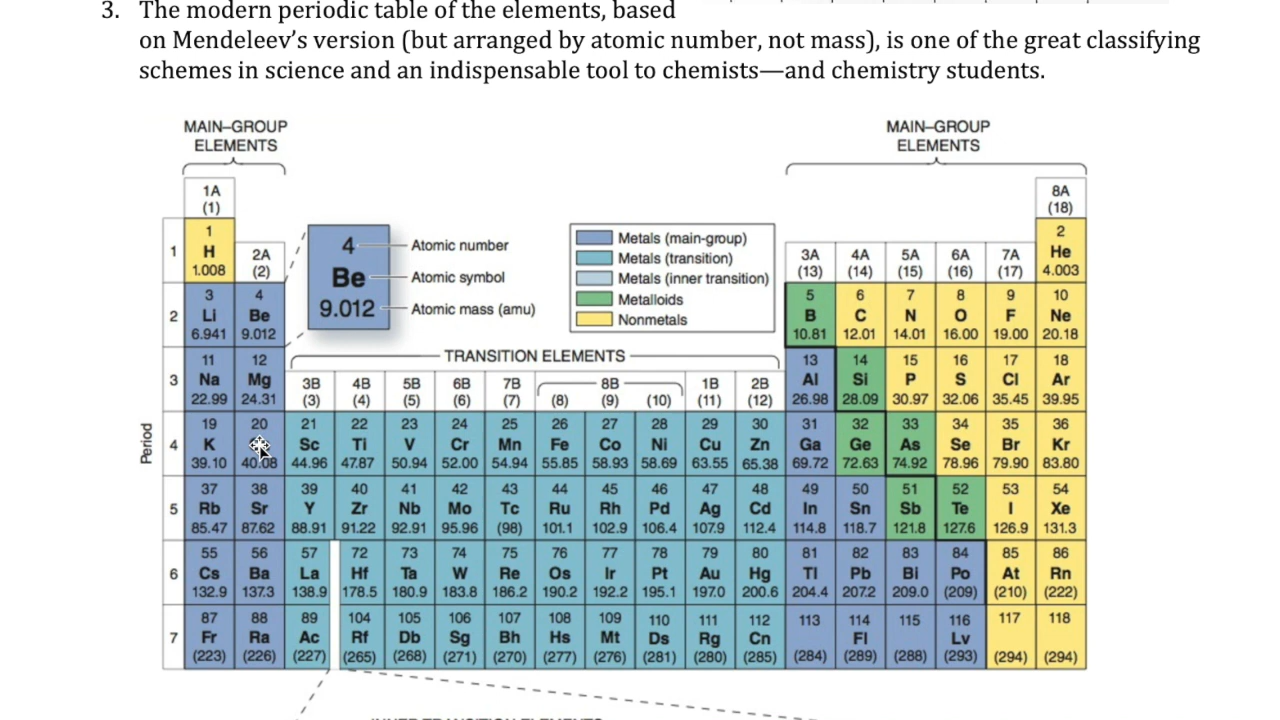 3. The modern periodic table of the elements, based
on Mendeleev’s version (but arranged by atomic number, not mass), is one of the great classifying
schemes in science and an indispensable tool to chemists—and chemistry students.
MAIN–GROUP
ELEMENTS
MAIN–GROUP
ELEMENTS
1A
(1)
8A
(18)
4
Be
9.012
Atomic number
Atomic symbol
Atomic mass (amu)
Metals (main-group)
Metals (transition)
Metals (inner transition)
Metalloids
Nonmetals
Period
1
1 2
H 2A 3A 4A 5A 6A 7A He
1.008 (2) (13) (14) (15) (16) (17) 4.003
2
3 4 5 6 7 8 9 10
Li Be B C N O F Ne
6.941 9.012 10.81 12.01 14.01 16.00 19.00 20.18
TRANSITION ELEMENTS
3
11 12 13 14 15 16 17 18
Na Mg 3B 4B 5B 6B 7B 8B 1B 2B Al Si P S Cl Ar
22.99 24.31 (3) (4) (5) (6) (7) (8) (9) (10) (11) (12) 26.98 28.09 30.97 32.06 35.45 39.95
4
19 20 21 22 23 24 25 26 27 28 29 30 31 32 33 34 35 36
K Sc Ti V Cr Mn Fe Co Ni Cu Zn Ga Ge As Se Br Kr
39.10 40.08 44.96 47.87 50.94 52.00 54.94 55.85 58.93 58.69 63.55 65.38 69.72 72.63 74.92 78.96 79.90 83.80
5
37 38 39 40 41 42 43 44 45 46 47 48 49 50 51 52 53 54
Rb Sr Y Zr Nb Mo Tc Ru Rh Pd Ag Cd In Sn Sb Te I Xe
85.47 87.62 88.91 91.22 92.91 95.96 (98) 101.1 102.9 106.4 107.9 112.4 114.8 118.7 121.8 127.6 126.9 131.3
6
55 56 57 72 73 74 75 76 77 78 79 80 81 82 83 84 85 86
Cs Ba La Hf Ta W Re Os Ir Pt Au Hg Tl Pb Bi Po At Rn
132.9 137.3 138.9 178.5 180.9 183.8 186.2 190.2 192.2 195.1 197.0 200.6 204.4 207.2 209.0 (209) (210) (222)
7
87 88 89 104 105 106 107 108 109 110 111 112 113 114 115 116 117 118
Fr Ra Ac Rf Db Sg Bh Hs Mt Ds Rg Cn Fl Lv
(223) (226) (227) (265) (268) (271) (270) (277) (276) (281) (280) (285) (284) (289) (288) (293) (294) (294)